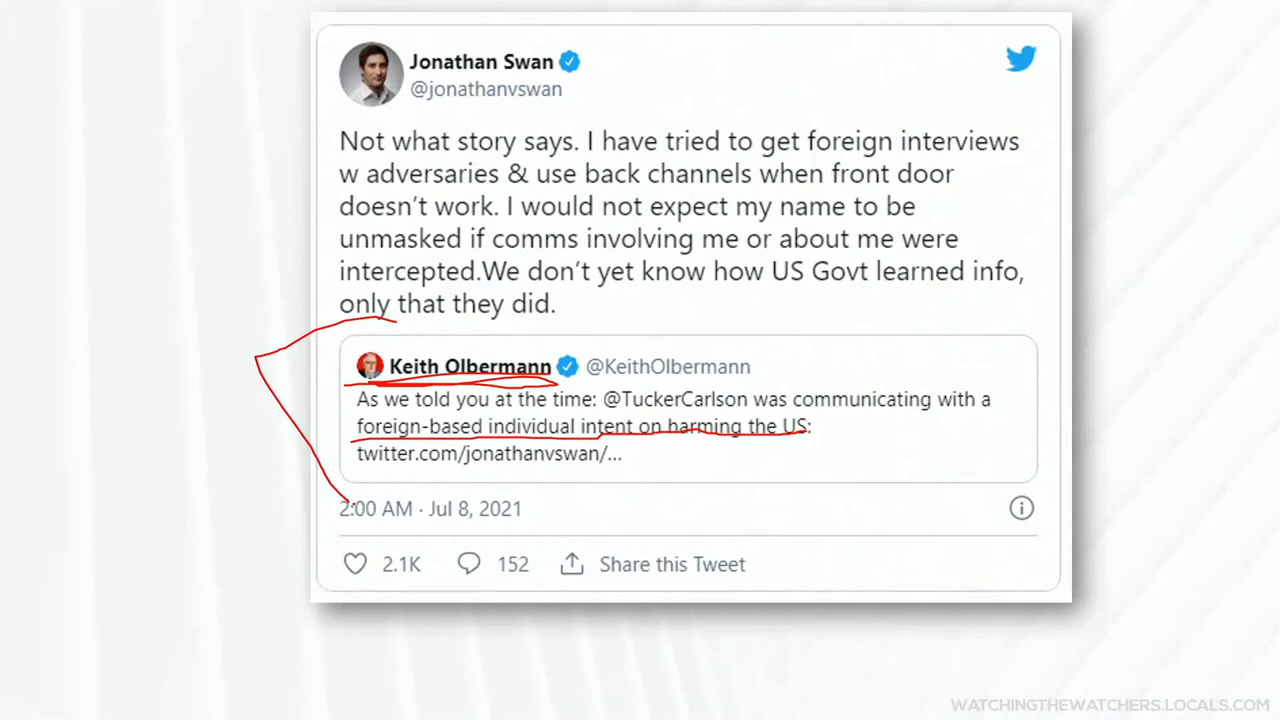 Jonathan Swan
@jonathanvswan
Not what story says. I have tried to get foreign interviews
w adversaries & use back channels when front door
doesn’t work. I would not expect my name to be
unmasked if comms involving me or about me were
intercepted.We don’t yet know how US Govt learned info,
only that they did.
Keith Olbermann @KeithOlbermann
As we told you at the time: @TuckerCarlson was communicating with a
foreign-based individual intent on harming the US:
twitter.com/jonathanvswan/...
2:00 AM · Jul 8, 2021
2.1K 152 Share this Tweet
WATCHINGTHEWATCHERS.LOCALS.COM